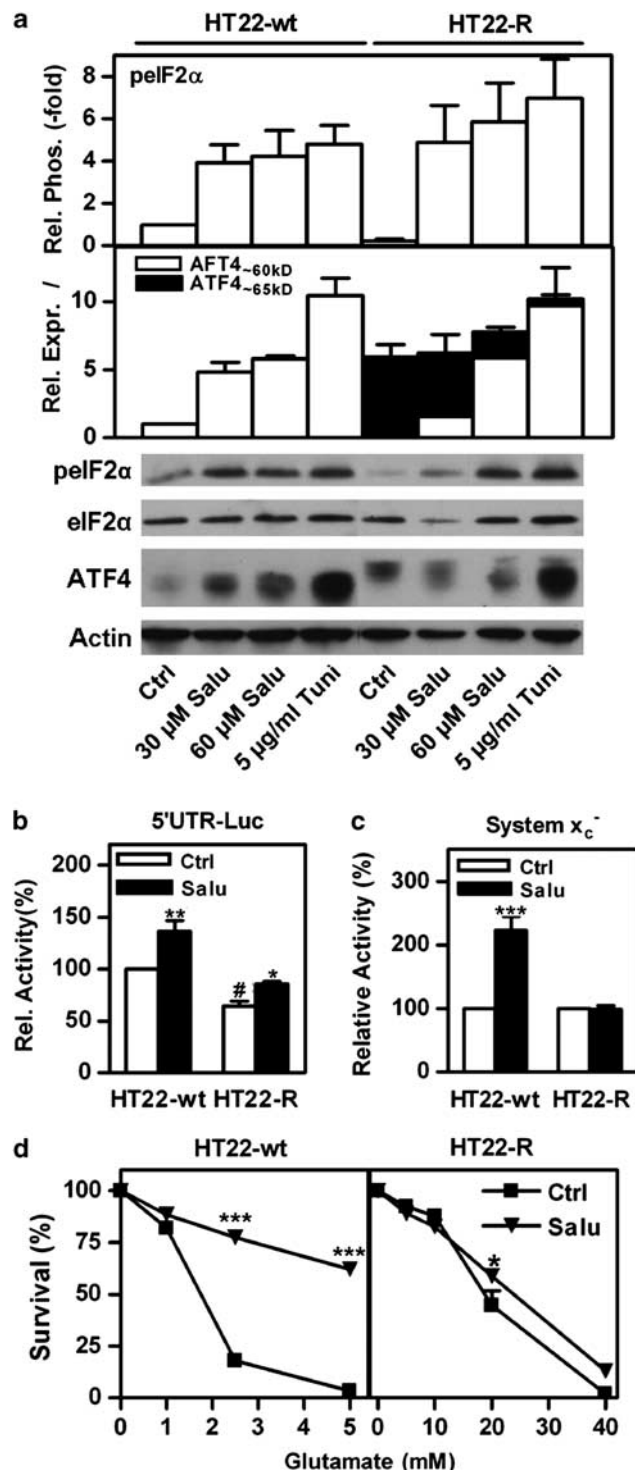 a
HT22-wt HT22-R
peIF2α
Rel. Phos. (-fold)
8
6
4
2
0
AFT4~60kD
ATF4~65kD
Rel. Expr. /
10
5
0
peIF2α
eIF2α
ATF4
Actin
Ctrl
30 µM Salu
60 µM Salu
5 µg/ml Tuni
Ctrl
30 µM Salu
60 µM Salu
5 µg/ml Tuni
b
5'UTR-Luc
Rel. Activity(%)
200
150
100
50
0
Ctrl
Salu
**
#
*
HT22-wt HT22-R
c
System xc-
Relative Activity (%)
300
200
100
0
Ctrl
Salu
***
HT22-wt HT22-R
d
HT22-wt HT22-R
Survival (%)
100
75
50
25
0
***
***
Ctrl
Salu
*
0 1 2 3 4 5 0 10 20 30 40
Glutamate (mM)